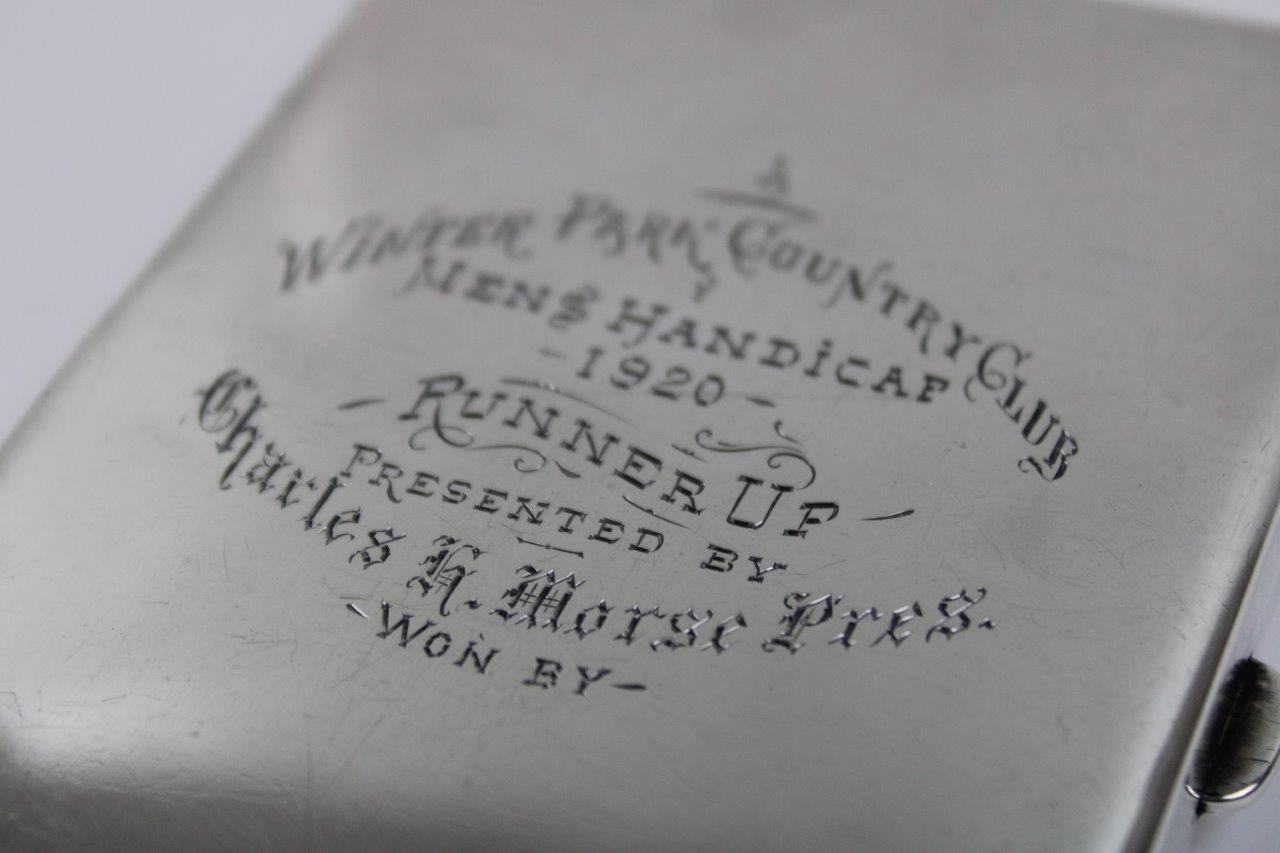 Winter Park Country Club
Mens Handicap
- 1920 -
- Runner Up -
Presented by
Charles H. Morse Pres.
- Won by -